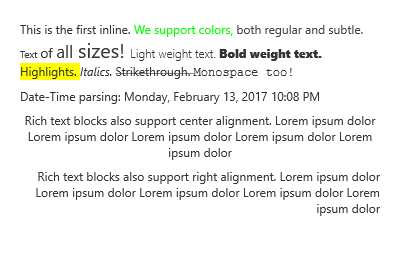 This is the first inline. We support colors, both regular and subtle.
Text of all sizes! Light weight text. Bold weight text.
Highlights. Italics. Strikethrough. Monospace too!
Date-Time parsing: Monday, February 13, 2017 10:08 PM
Rich text blocks also support center alignment. Lorem ipsum dolor
Lorem ipsum dolor Lorem ipsum dolor Lorem ipsum dolor Lorem
ipsum dolor
Rich text blocks also support right alignment. Lorem ipsum dolor
Lorem ipsum dolor Lorem ipsum dolor Lorem ipsum dolor Lorem
ipsum dolor